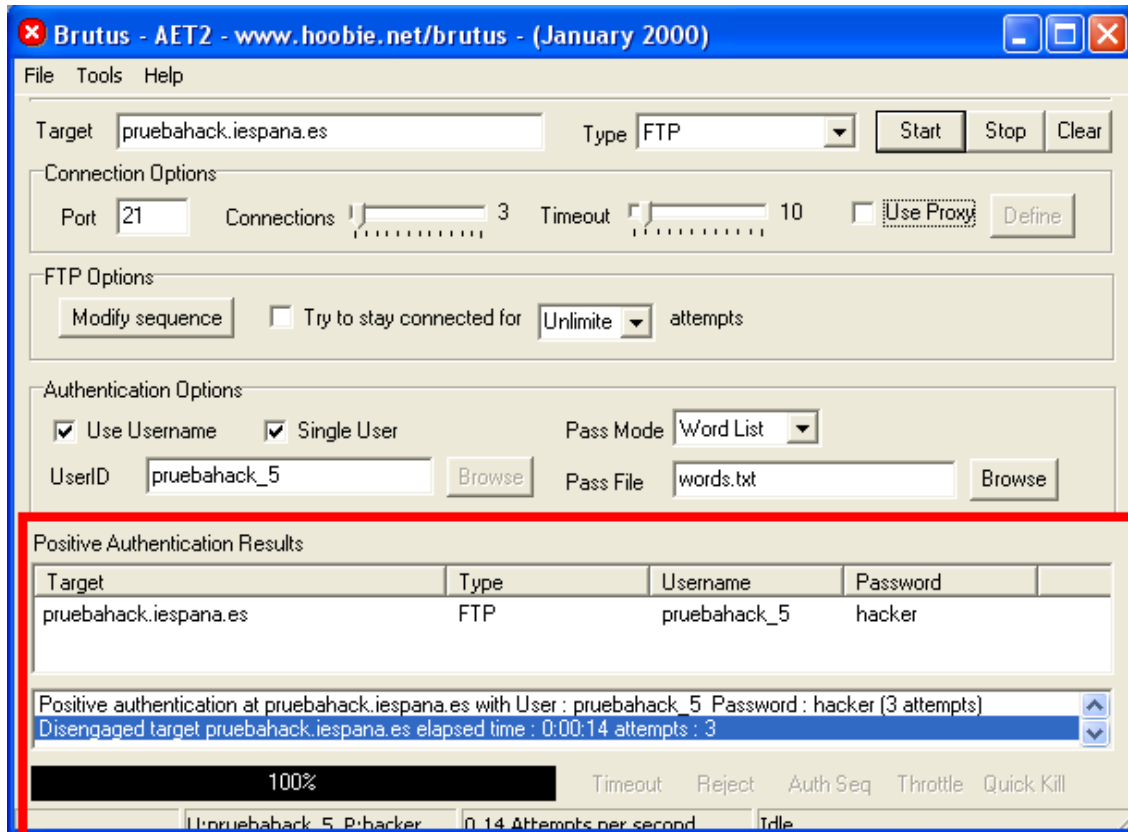 Brutus - AET2 - www.hoobie.net/brutus - (January 2000)
File Tools Help
Target pruebahack.iespana.es Type FTP Start Stop Clear
Connection Options
Port 21 Connections 3 Timeout 10 Use Proxy Define
FTP Options
Modify sequence Try to stay connected for Unlimite attempts
Authentication Options
Use Username Single User Pass Mode Word List
UserID pruebahack_5 Browse Pass File words.txt Browse
Positive Authentication Results
Target Type Username Password
pruebahack.iespana.es FTP pruebahack_5 hacker
Positive authentication at pruebahack.iespana.es with User : pruebahack_5 Password : hacker (3 attempts)
Disengaged target pruebahack.iespana.es elapsed time : 0:00:14 attempts : 3
100% Timeout Reject Auth Seq Throttle Quick Kill
U:pruebahack_5 P:hacker 0.14 Attempts per second Idle